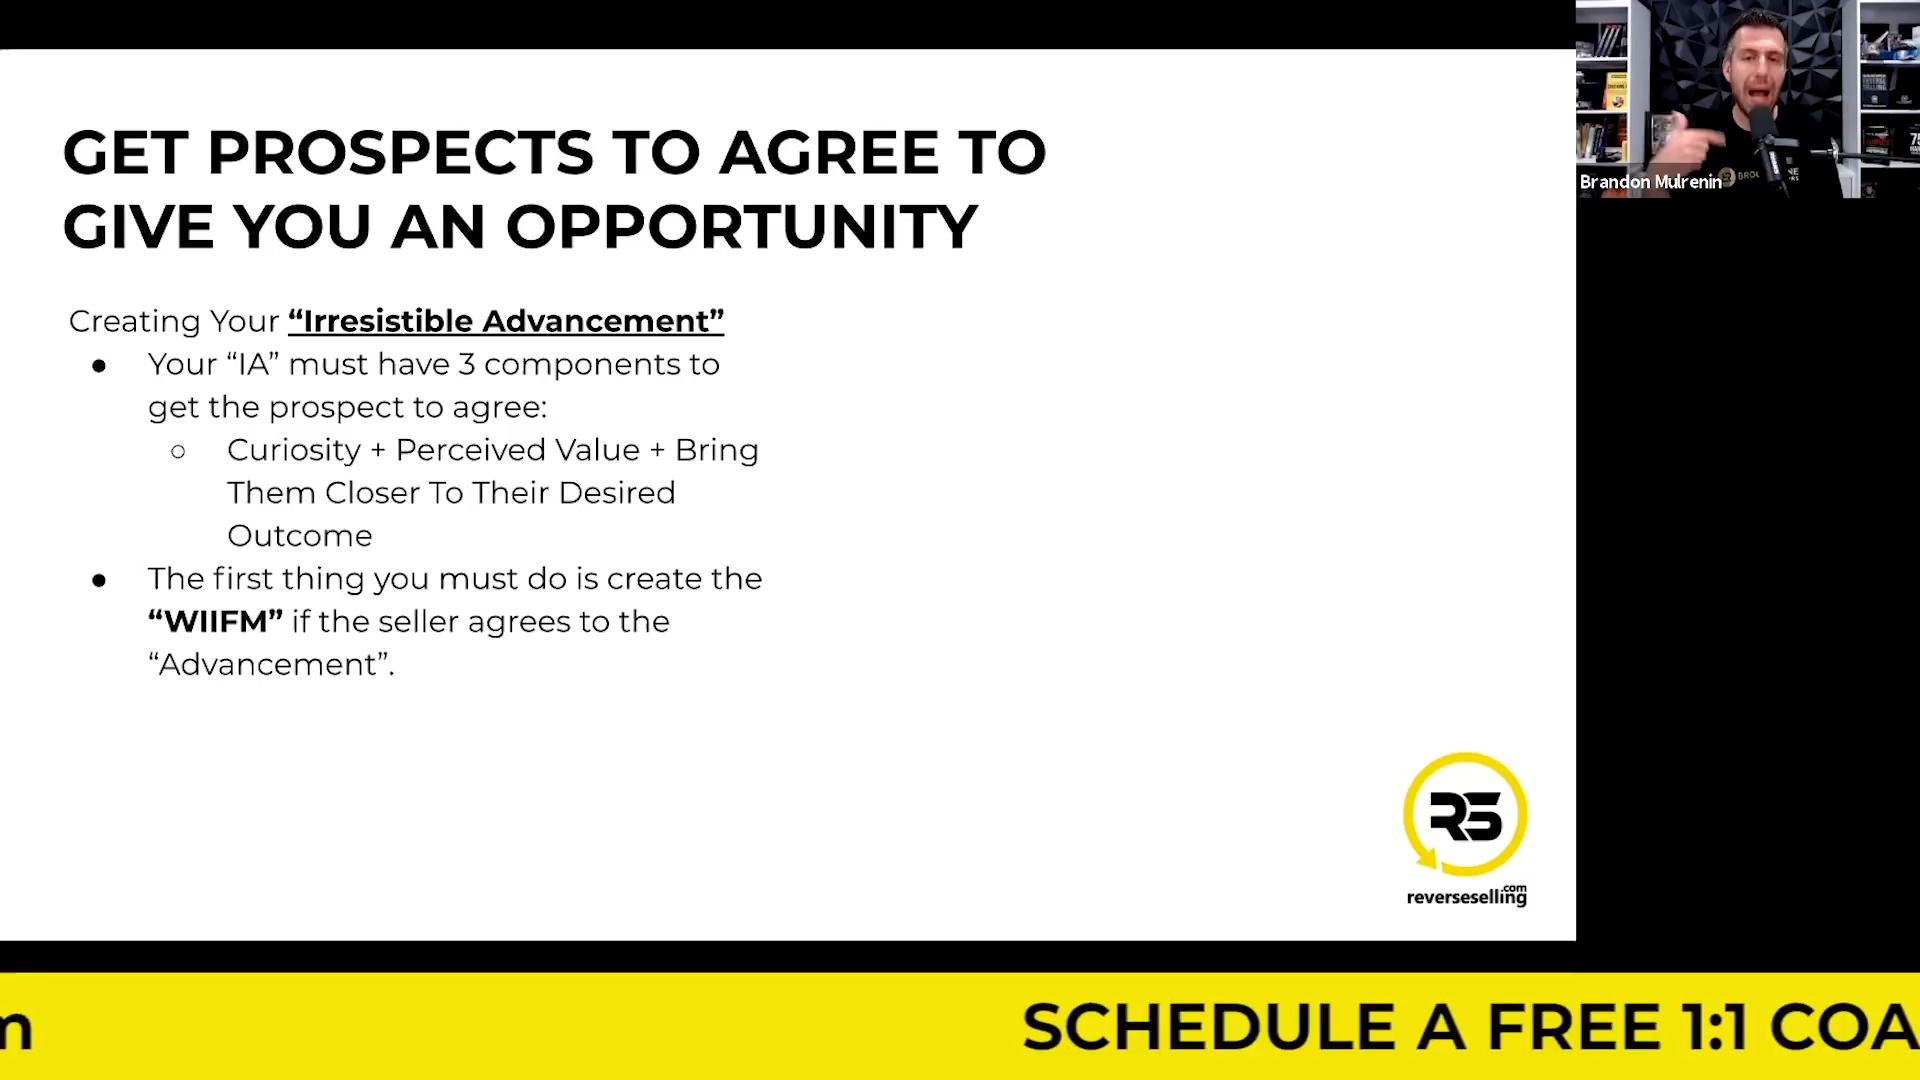 GET PROSPECTS TO AGREE TO
GIVE YOU AN OPPORTUNITY
Creating Your “Irresistible Advancement”
● Your “IA” must have 3 components to
get the prospect to agree:
○ Curiosity + Perceived Value + Bring
Them Closer To Their Desired
Outcome
● The first thing you must do is create the
“WIIFM” if the seller agrees to the
“Advancement”.
RS
reverseselling.com
Brandon Mulrenin
m
SCHEDULE A FREE 1:1 COA